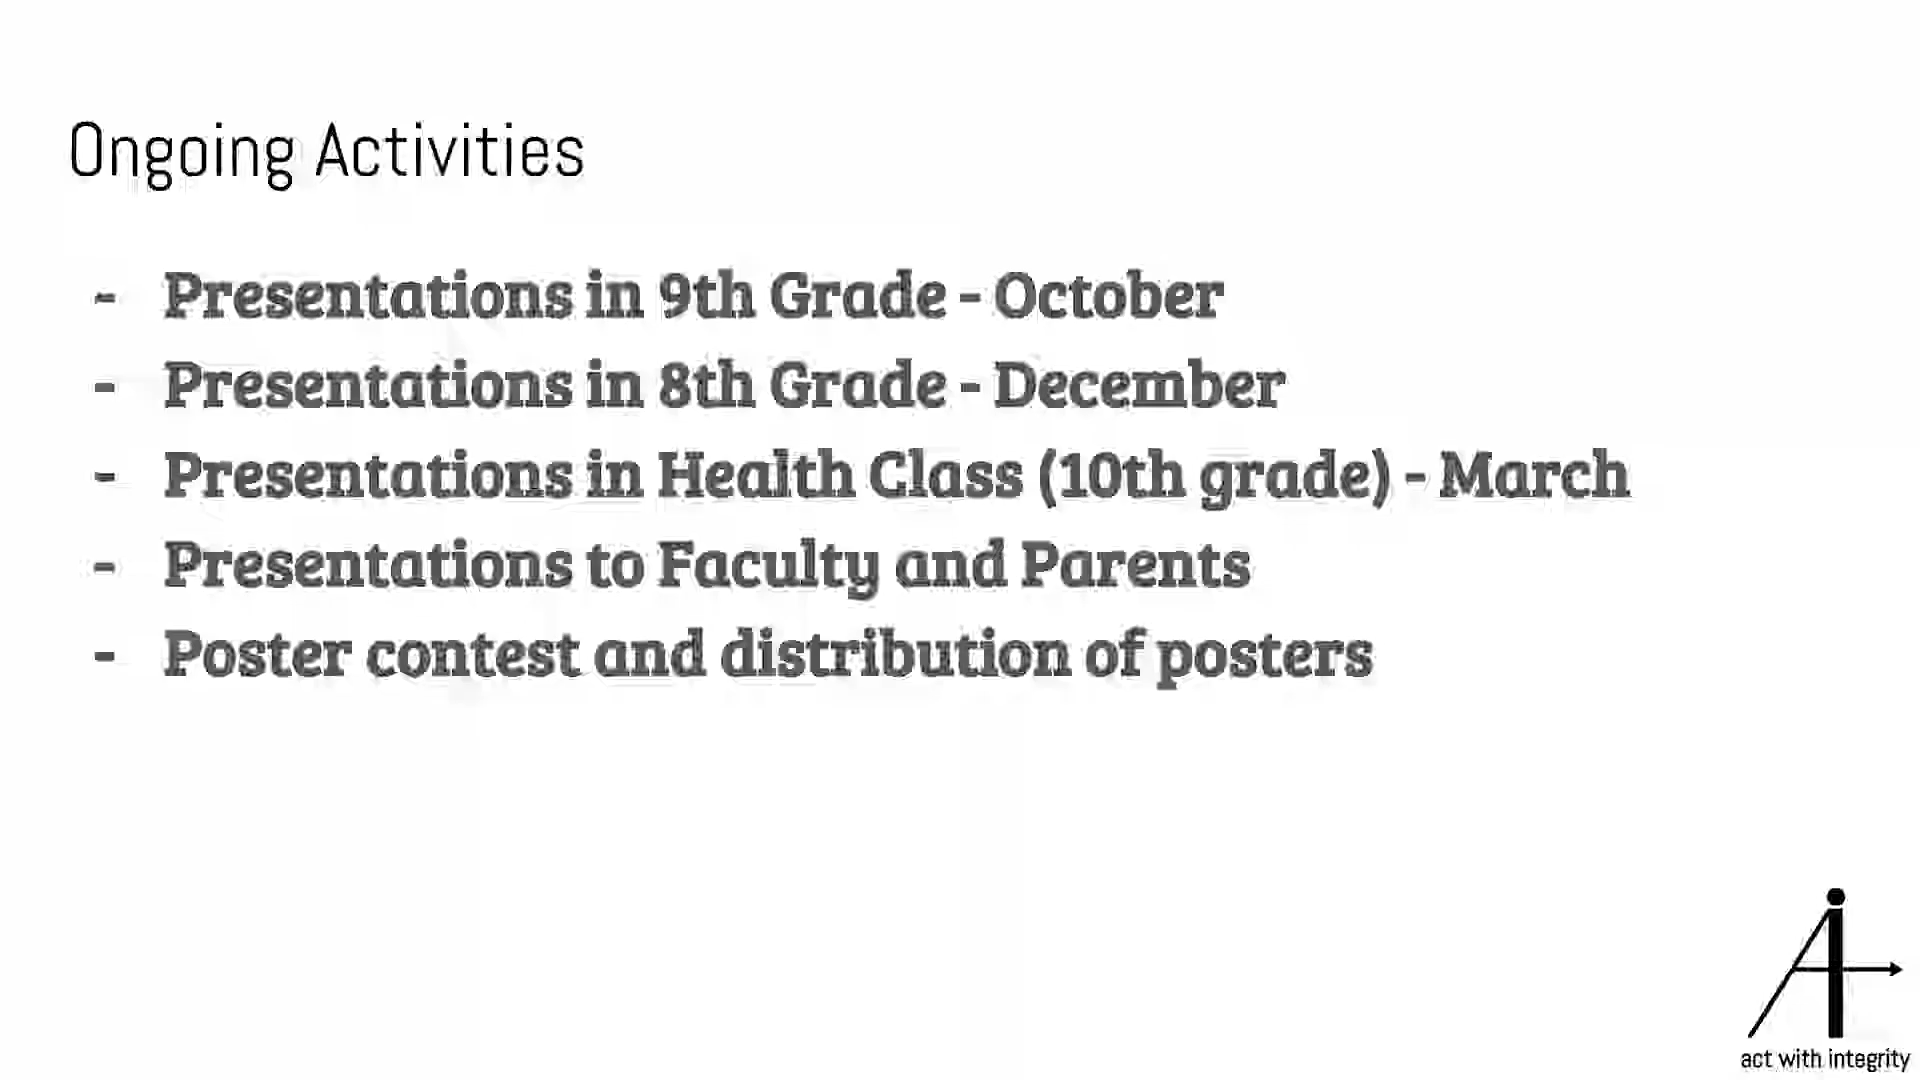 Ongoing Activities
- Presentations in 9th Grade - October
- Presentations in 8th Grade - December
- Presentations in Health Class (10th grade) - March
- Presentations to Faculty and Parents
- Poster contest and distribution of posters
act with integrity